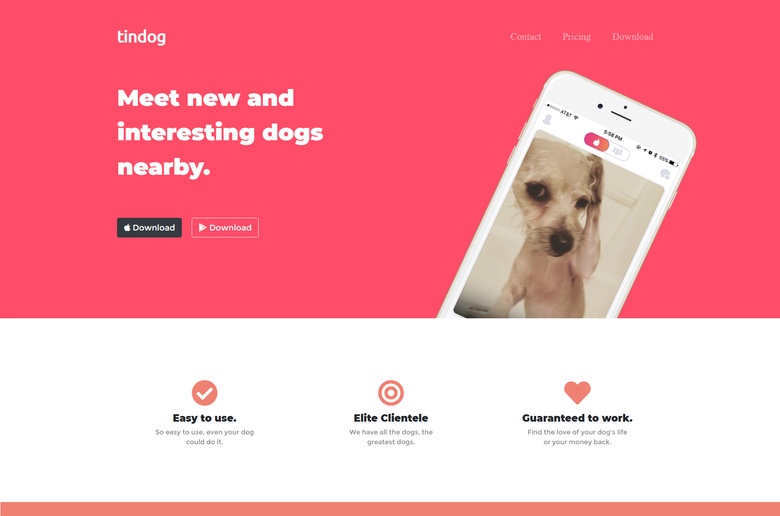 tindog
Contact Pricing Download
Meet new and
interesting dogs
nearby.
Download Download
AT&T 5:58 PM 55%
Easy to use.
So easy to use, even your dog
could do it.
Elite Clientele
We have all the dogs, the
greatest dogs.
Guaranteed to work.
Find the love of your dog's life
or your money back.